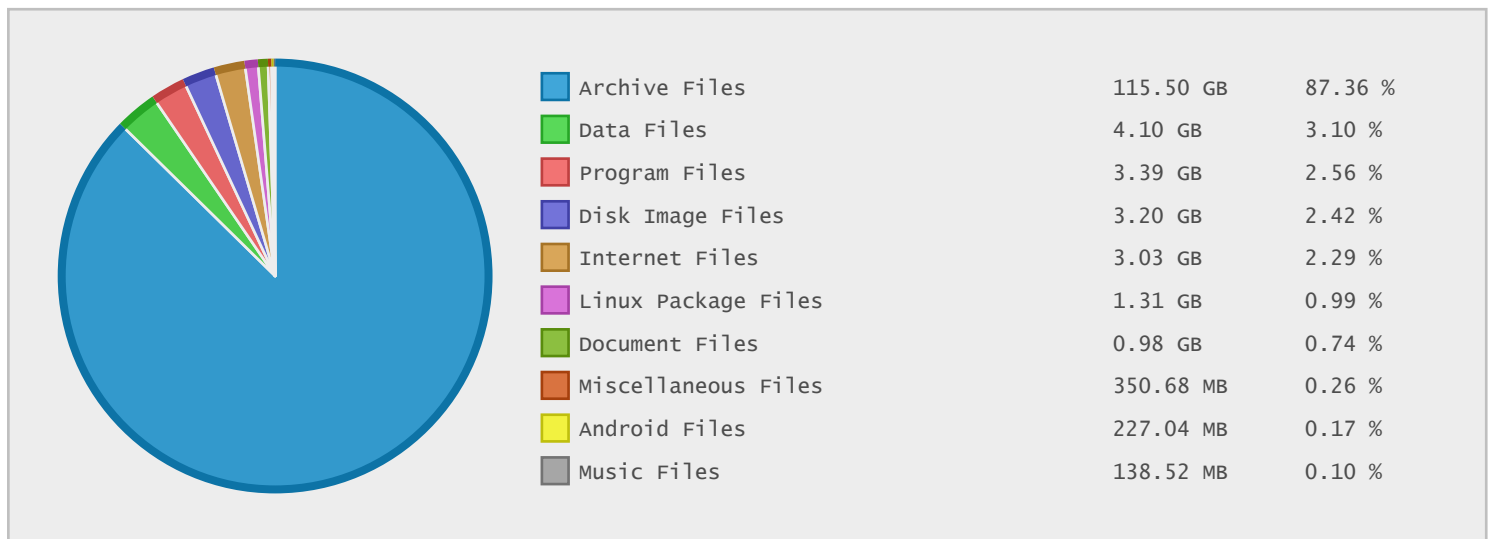 Archive Files 115.50 GB 87.36 %
Data Files 4.10 GB 3.10 %
Program Files 3.39 GB 2.56 %
Disk Image Files 3.20 GB 2.42 %
Internet Files 3.03 GB 2.29 %
Linux Package Files 1.31 GB 0.99 %
Document Files 0.98 GB 0.74 %
Miscellaneous Files 350.68 MB 0.26 %
Android Files 227.04 MB 0.17 %
Music Files 138.52 MB 0.10 %